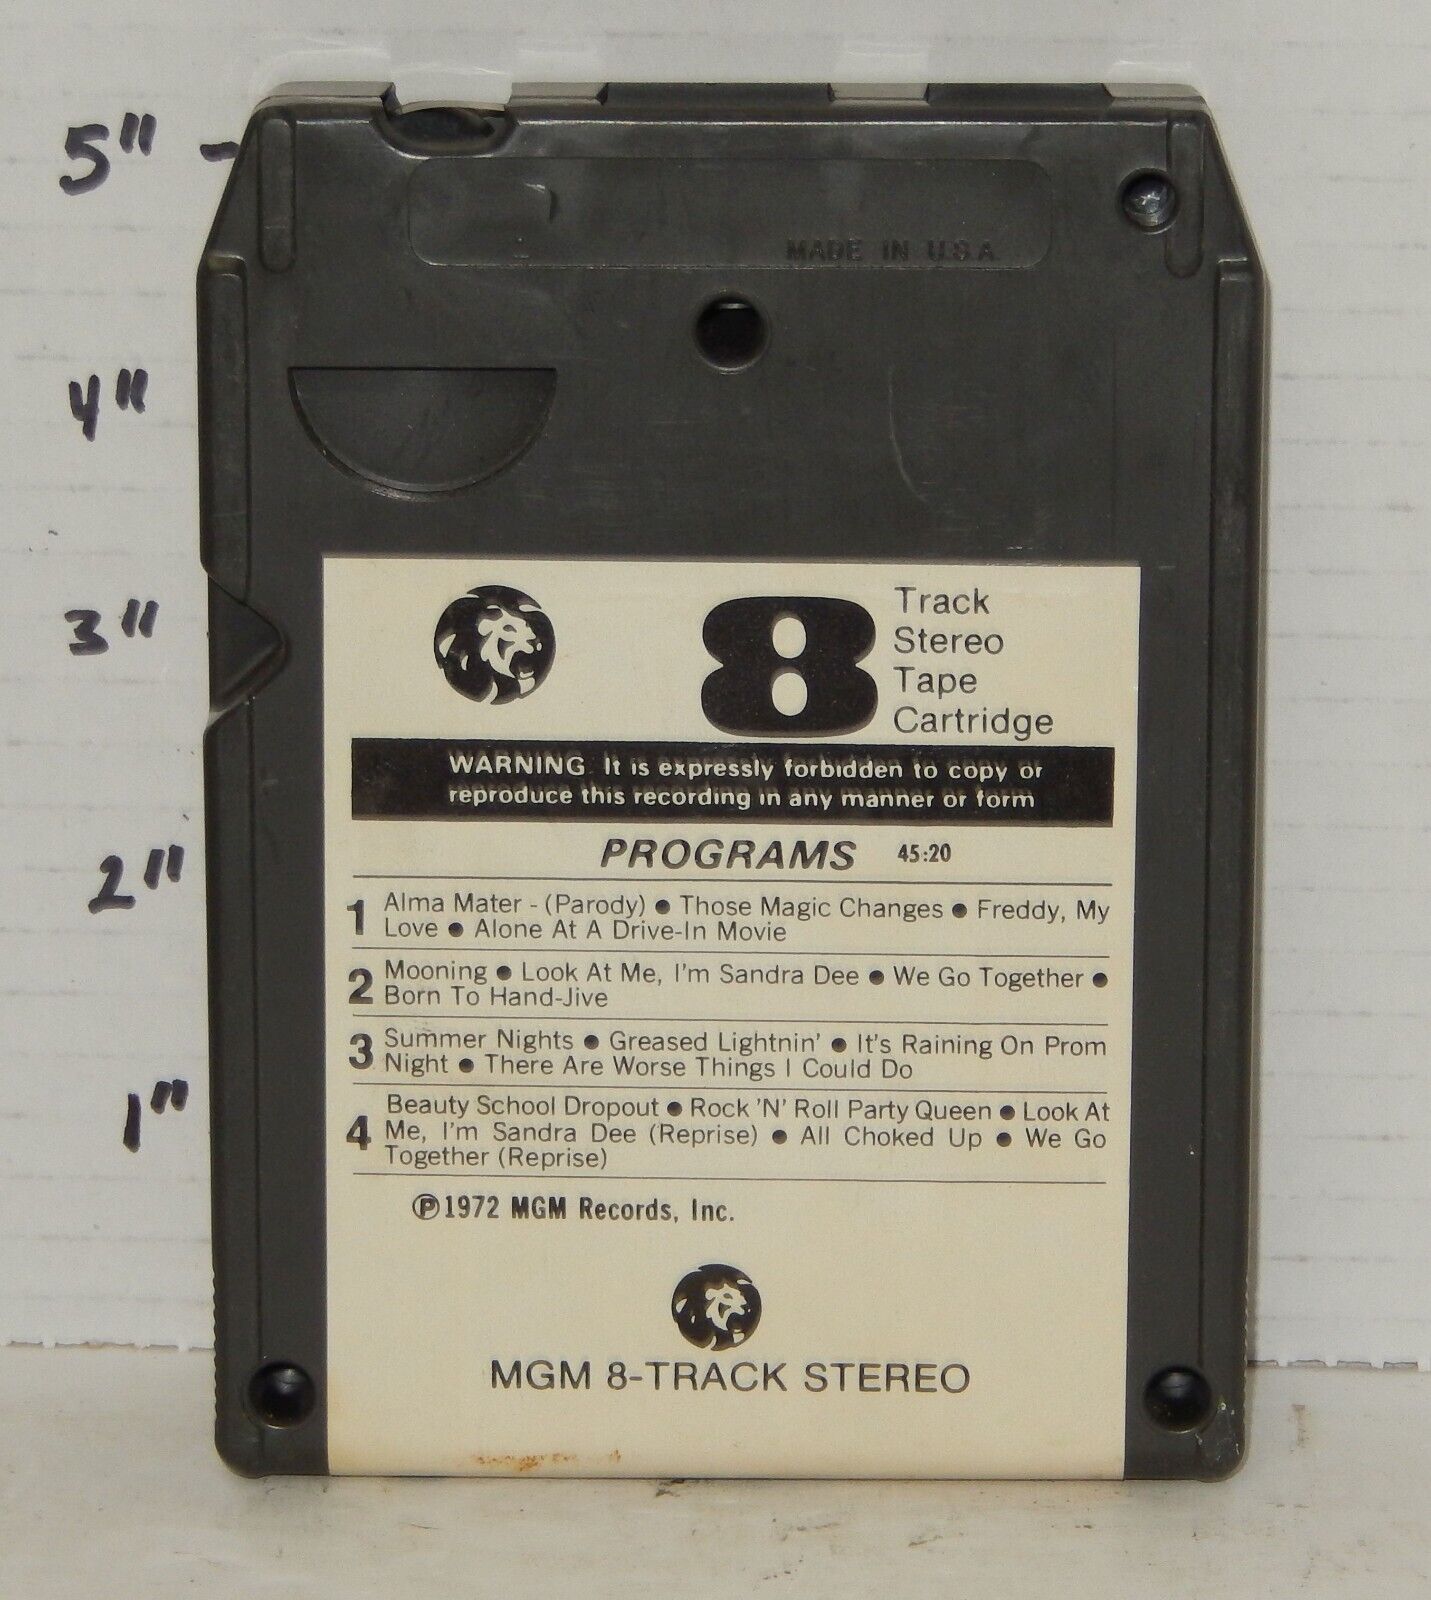 5" -
MADE IN U.S.A.
4"
3"
8 Track
Stereo
Tape
Cartridge
WARNING. It is expressly forbidden to copy or
reproduce this recording in any manner or form
PROGRAMS 45:20
2"
1 Alma Mater - (Parody) ● Those Magic Changes ● Freddy, My
Love ● Alone At A Drive-In Movie
2 Mooning ● Look At Me, I'm Sandra Dee ● We Go Together ●
Born To Hand-Jive
3 Summer Nights ● Greased Lightnin' ● It's Raining On Prom
Night ● There Are Worse Things I Could Do
1"
4 Beauty School Dropout ● Rock 'N' Roll Party Queen ● Look At
Me, I'm Sandra Dee (Reprise) ● All Choked Up ● We Go
Together (Reprise)
Ⓟ1972 MGM Records, Inc.
MGM 8-TRACK STEREO